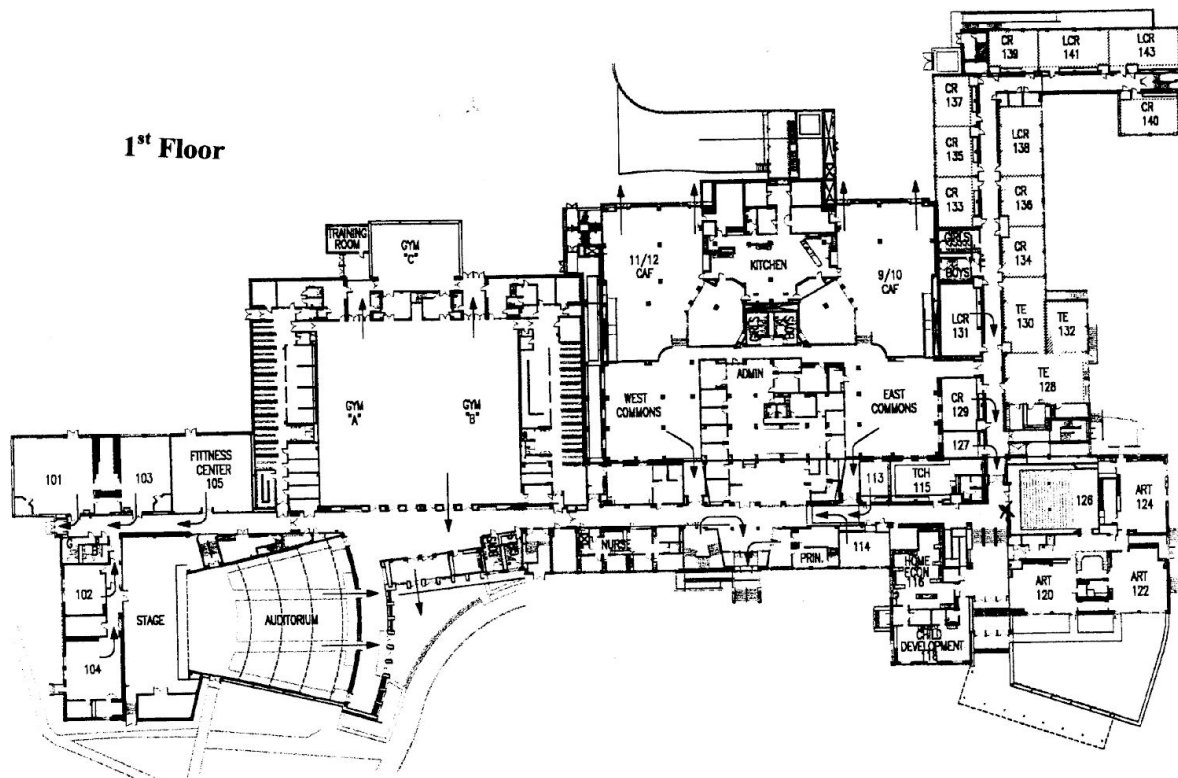 1st Floor
CR
139
LCR
141
LCR
143
CR
137
CR
140
LCR
138
CR
135
CR
136
CR
133
CR
134
GIRLS
BOYS
TRAINING
ROOM
GYM
"C"
11/12
CAF
KITCHEN
9/10
CAF
LCR
131
TE
130
TE
132
TE
128
GIRLS
ADMIN
GYM
"A"
GYM
"B"
WEST
COMMONS
EAST
COMMONS
CR
129
127
101
103
FITTNESS
CENTER
105
113
TCH
115
126
ART
124
NURSE
PRIN.
114
HOME
ECON.
116
102
STAGE
AUDITORIUM
ART
120
ART
122
104
CHILD
DEVELOPMENT
118